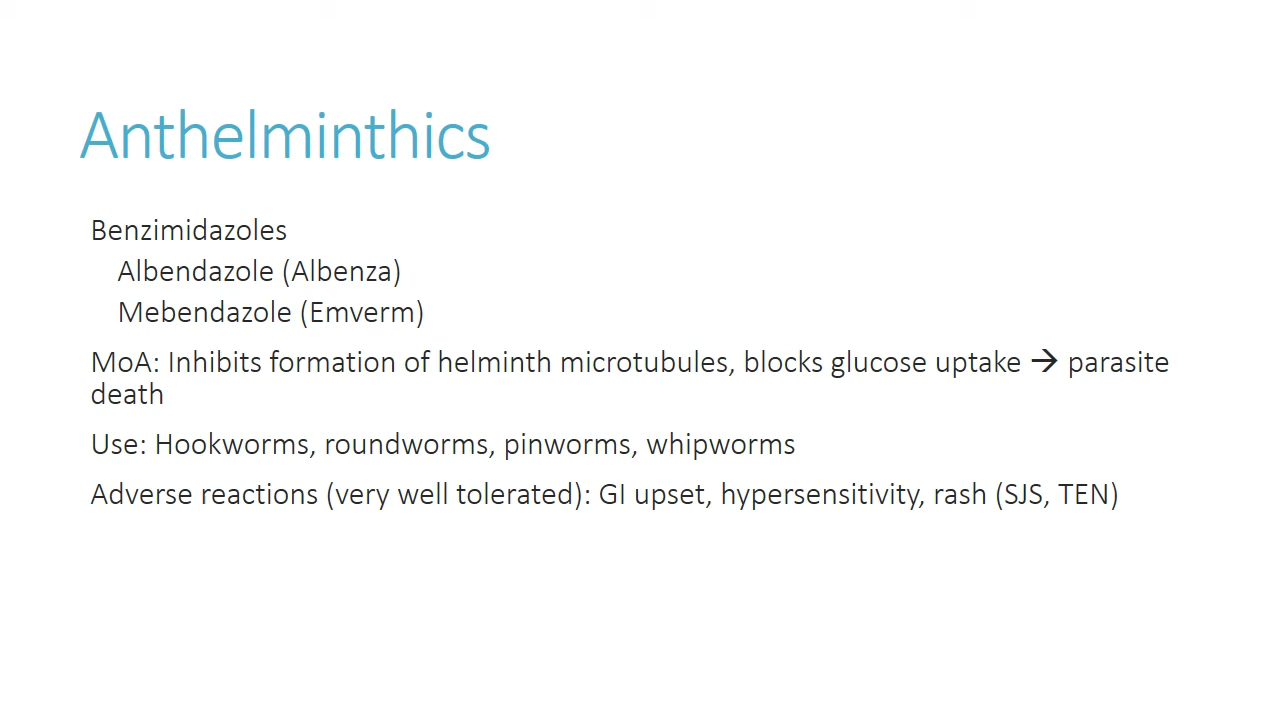 Anthelminthics
Benzimidazoles
Albendazole (Albenza)
Mebendazole (Emverm)
MoA: Inhibits formation of helminth microtubules, blocks glucose uptake → parasite
death
Use: Hookworms, roundworms, pinworms, whipworms
Adverse reactions (very well tolerated): GI upset, hypersensitivity, rash (SJS, TEN)